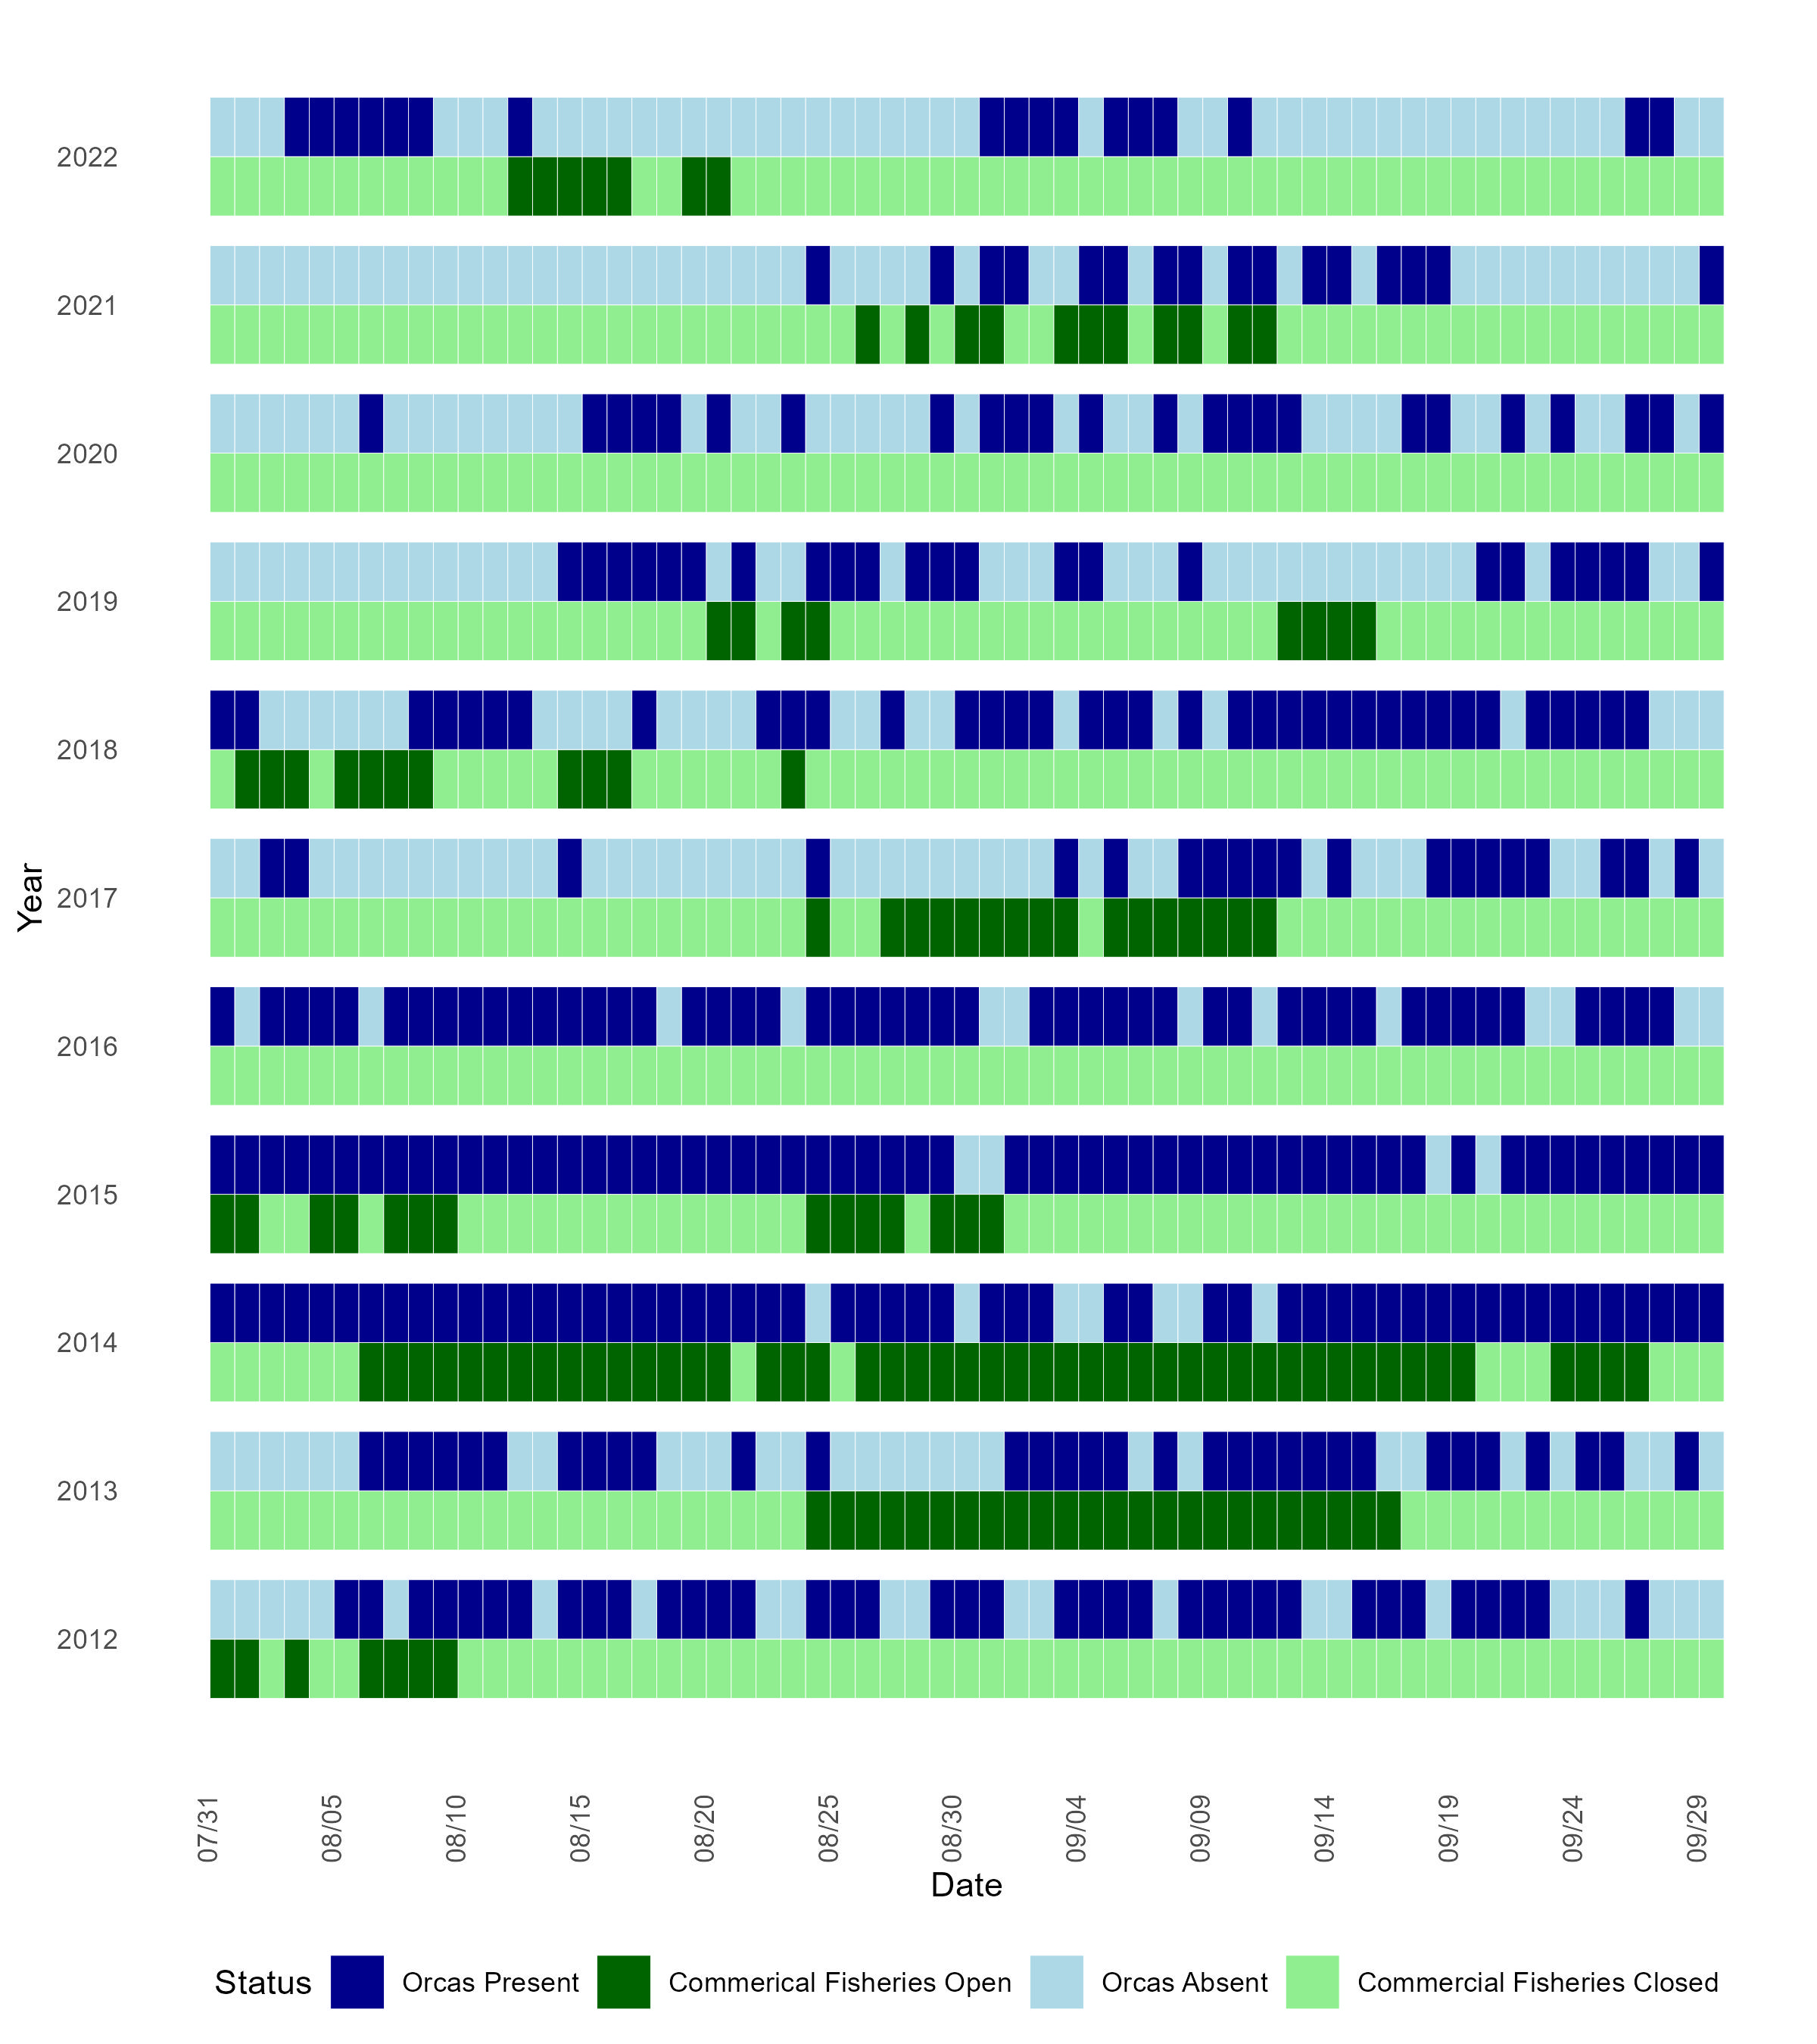 2022
2021
2020
2019
2018
Year
2017
2016
2015
2014
2013
2012
07/31 08/05 08/10 08/15 08/20 08/25 08/30 09/04 09/09 09/14 09/19 09/24 09/29
Date
Status Orcas Present Commerical Fisheries Open Orcas Absent Commercial Fisheries Closed